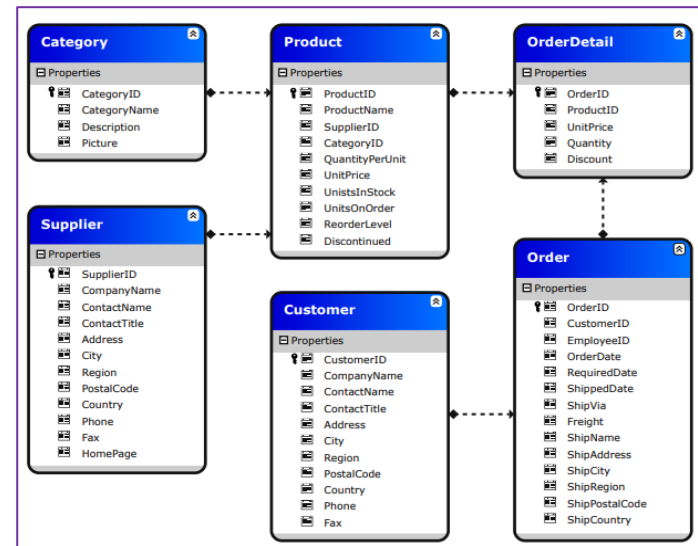 Category
Properties
CategoryID
CategoryName
Description
Picture
Product
Properties
ProductID
ProductName
SupplierID
CategoryID
QuantityPerUnit
UnitPrice
UnistsInStock
UnitsOnOrder
ReorderLevel
Discontinued
OrderDetail
Properties
OrderID
ProductID
UnitPrice
Quantity
Discount
Supplier
Properties
SupplierID
CompanyName
ContactName
ContactTitle
Address
City
Region
PostalCode
Country
Phone
Fax
HomePage
Customer
Properties
CustomerID
CompanyName
ContactName
ContactTitle
Address
City
Region
PostalCode
Country
Phone
Fax
Order
Properties
OrderID
CustomerID
EmployeeID
OrderDate
RequiredDate
ShippedDate
ShipVia
Freight
ShipName
ShipAddress
ShipCity
ShipRegion
ShipPostalCode
ShipCountry